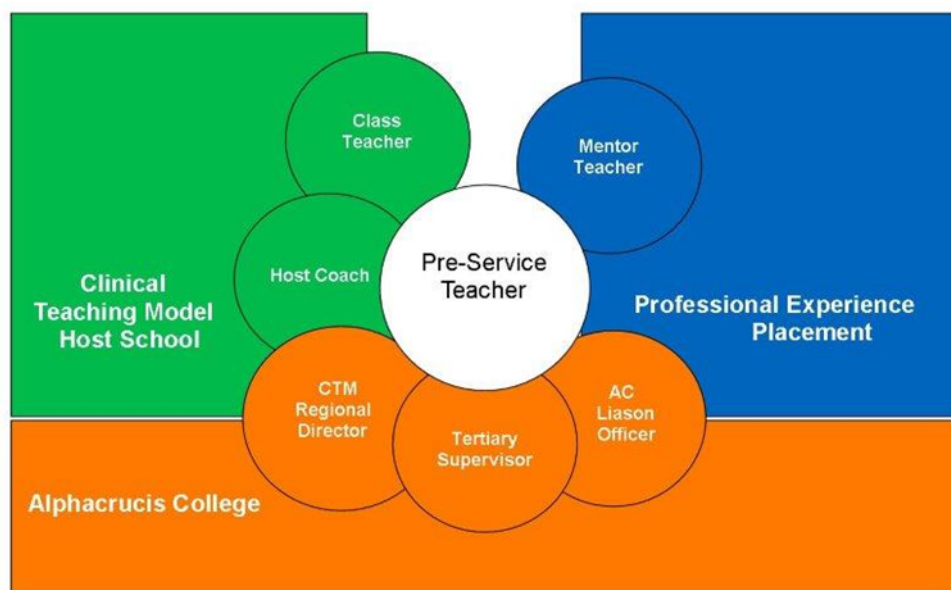 Class
Teacher
Mentor
Teacher
Pre-Service
Teacher
Host Coach
Clinical
Teaching Model
Host School
Professional Experience
Placement
CTM
Regional
Director
AC
Liason
Officer
Tertiary
Supervisor
Alphacrucis College